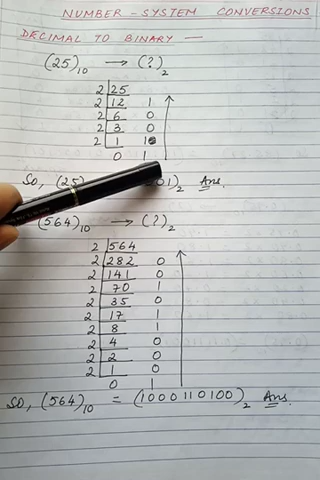 NUMBER-SYSTEM CONVERSIONS
DECIMAL TO BINARY —
(25)10 → (?)2
2 25
2 12 1
2 6 0
2 3 0
2 1 1
0 1
So, (25) 01)2 Ans.
(564)10 → (?)2
2 564
2 282 0
2 141 0
2 70 1
2 35 0
2 17 1
2 8 1
2 4 0
2 2 0
2 1 0
0 1
So, (564)10 = (1000110100)2 Ans.